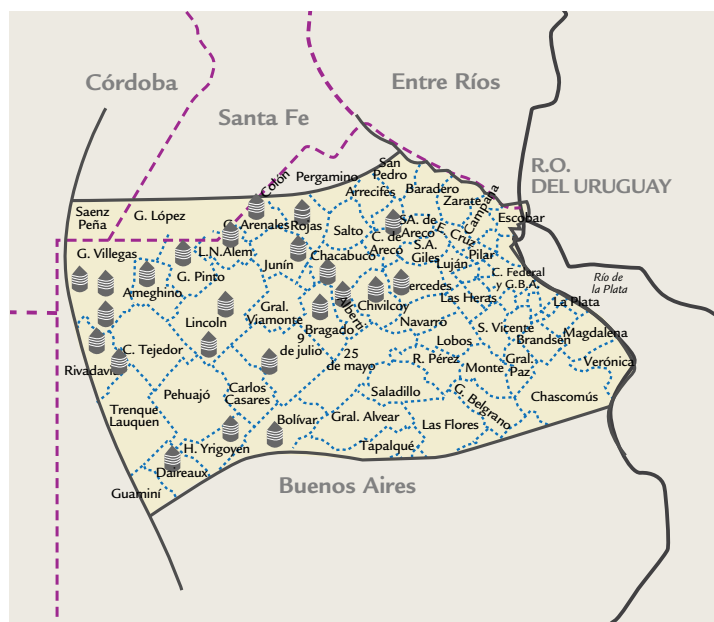 Córdoba
Entre Ríos
Santa Fe
R.O.
DEL URUGUAY
Colón
Pergamino
San
Pedro
Arrecifes
Baradero
Zarate
Campana
Escobar
Saenz
Peña
G. López
G. Arenales
Rojas
Salto
SA. de
Areco
E. Cruz
C. de
Areco
S.A.
Giles
Pilar
Luján
G. Villegas
L.N.Alem
Junín
Chacabuco
C. Federal
y G.B.A.
Río de
la Plata
Ameghino
G. Pinto
Mercedes
Las Heras
La Plata
Lincoln
Gral.
Viamonte
Alberti
Chivilcoy
Bragado
Navarro
S. Vicente
Brandsen
Magdalena
9
de julio
Lobos
C. Tejedor
25
de mayo
R. Pérez
Monte
Gral.
Paz
Verónica
Rivadavia
Pehuajó
Carlos
Casares
Saladillo
G. Belgrano
Chascomús
Trenque
Lauquen
Bolívar
Gral. Alvear
Las Flores
H. Yrigoyen
Tapalqué
Daireaux
Guaminí
Buenos Aires